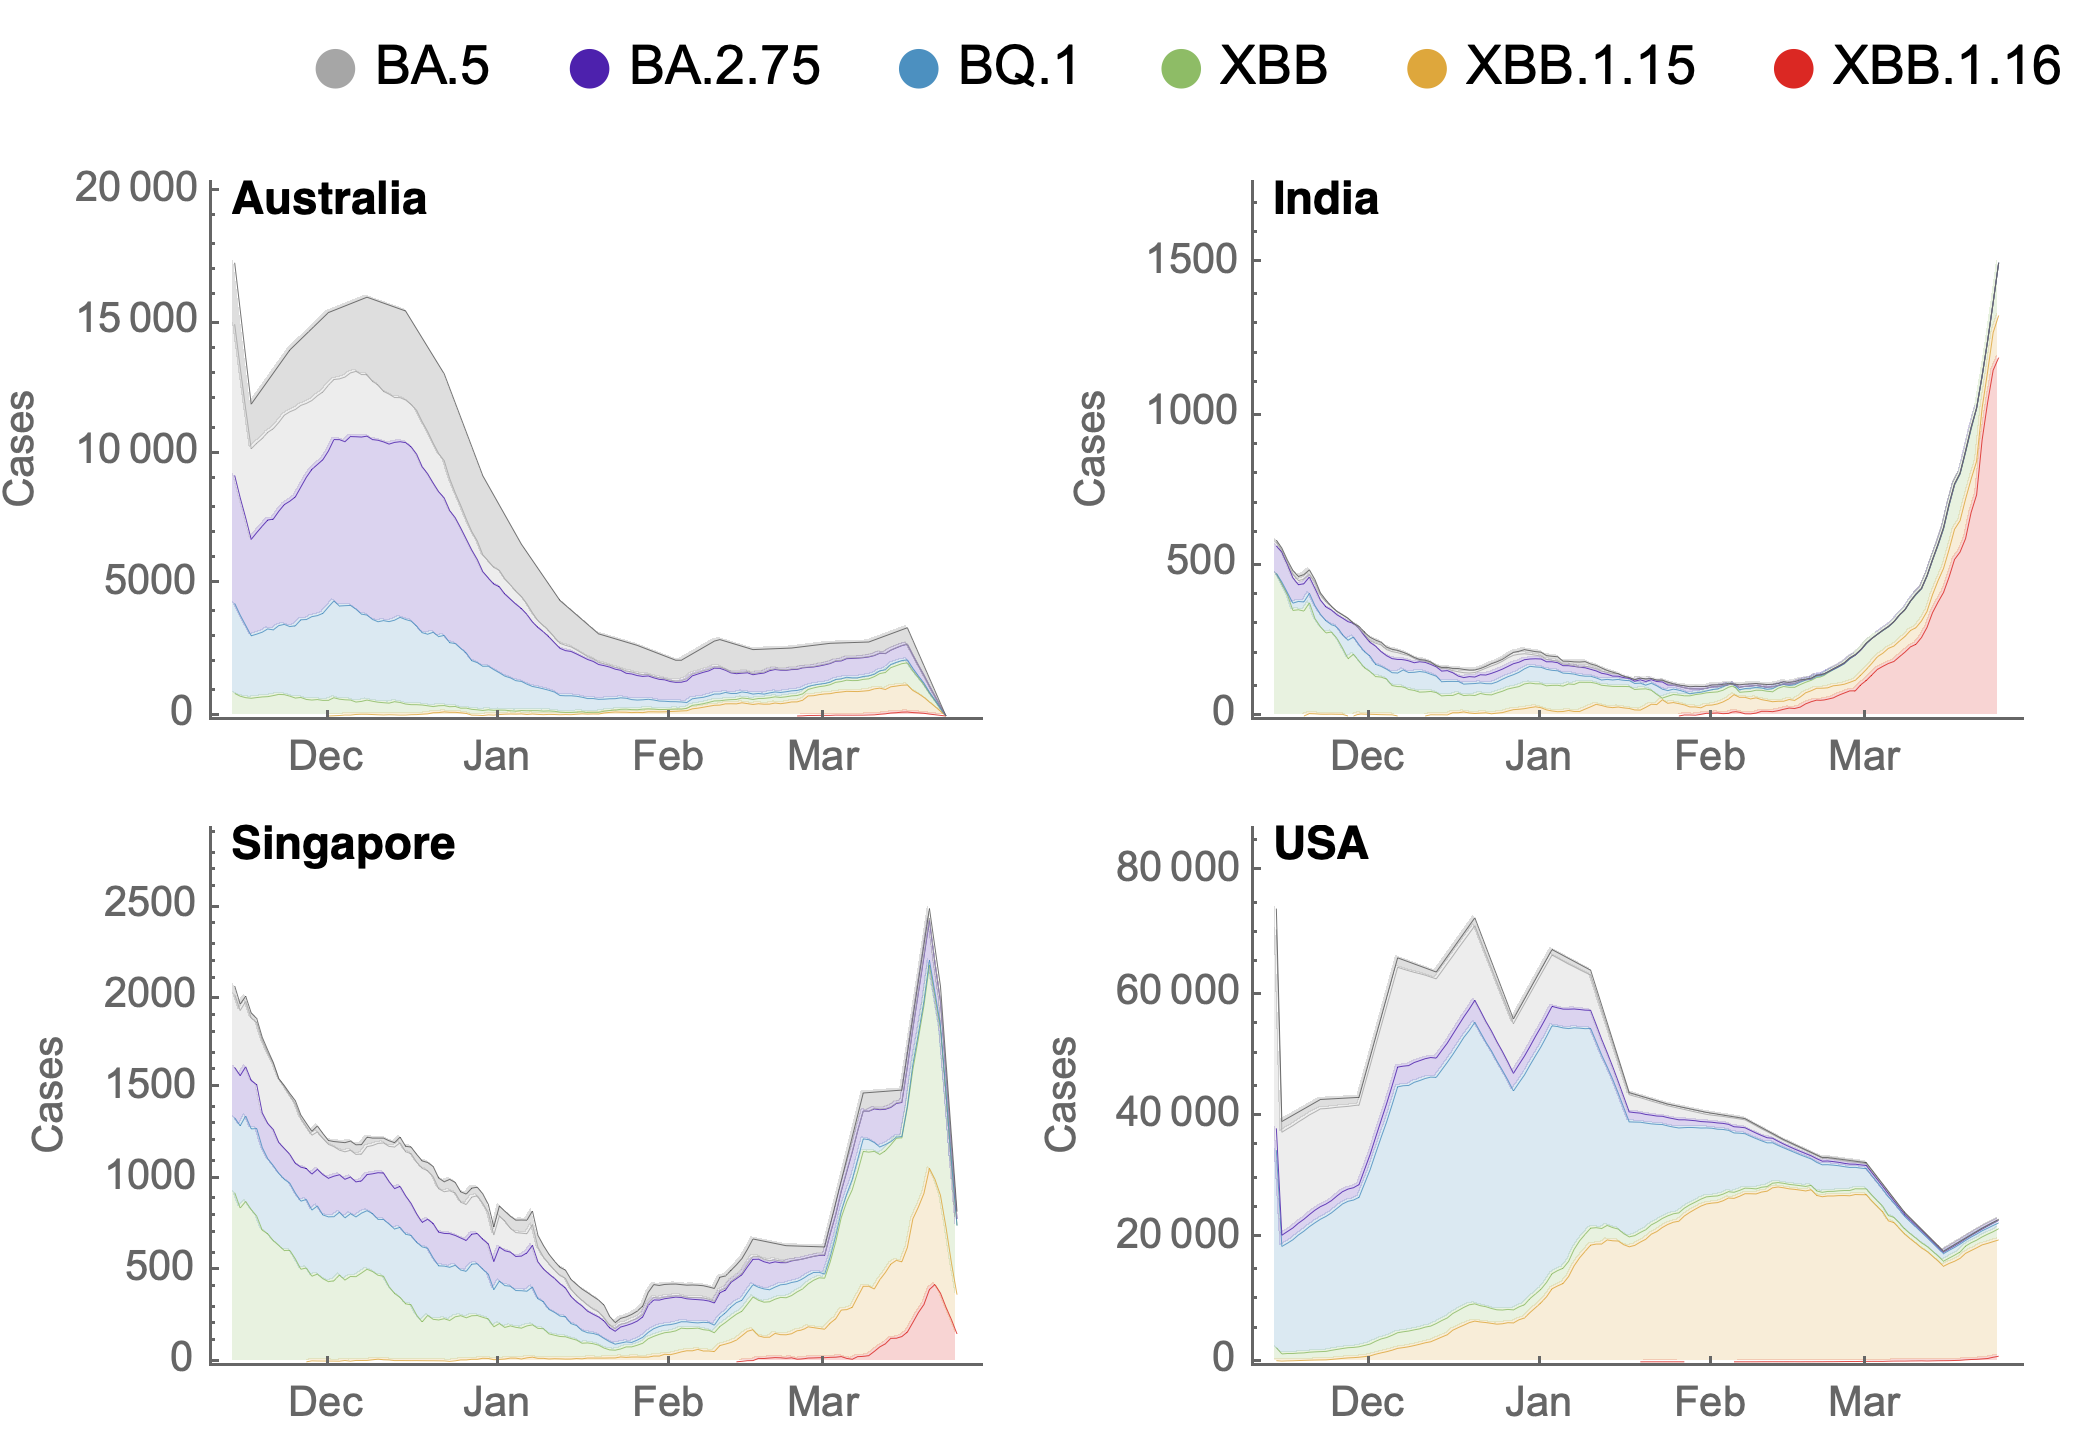 BA.5 BA.2.75 BQ.1 XBB XBB.1.15 XBB.1.16
Australia
Cases
20 000
15 000
10 000
5000
0
Dec Jan Feb Mar
India
Cases
1500
1000
500
0
Dec Jan Feb Mar
Singapore
Cases
2500
2000
1500
1000
500
0
Dec Jan Feb Mar
USA
Cases
80 000
60 000
40 000
20 000
0
Dec Jan Feb Mar